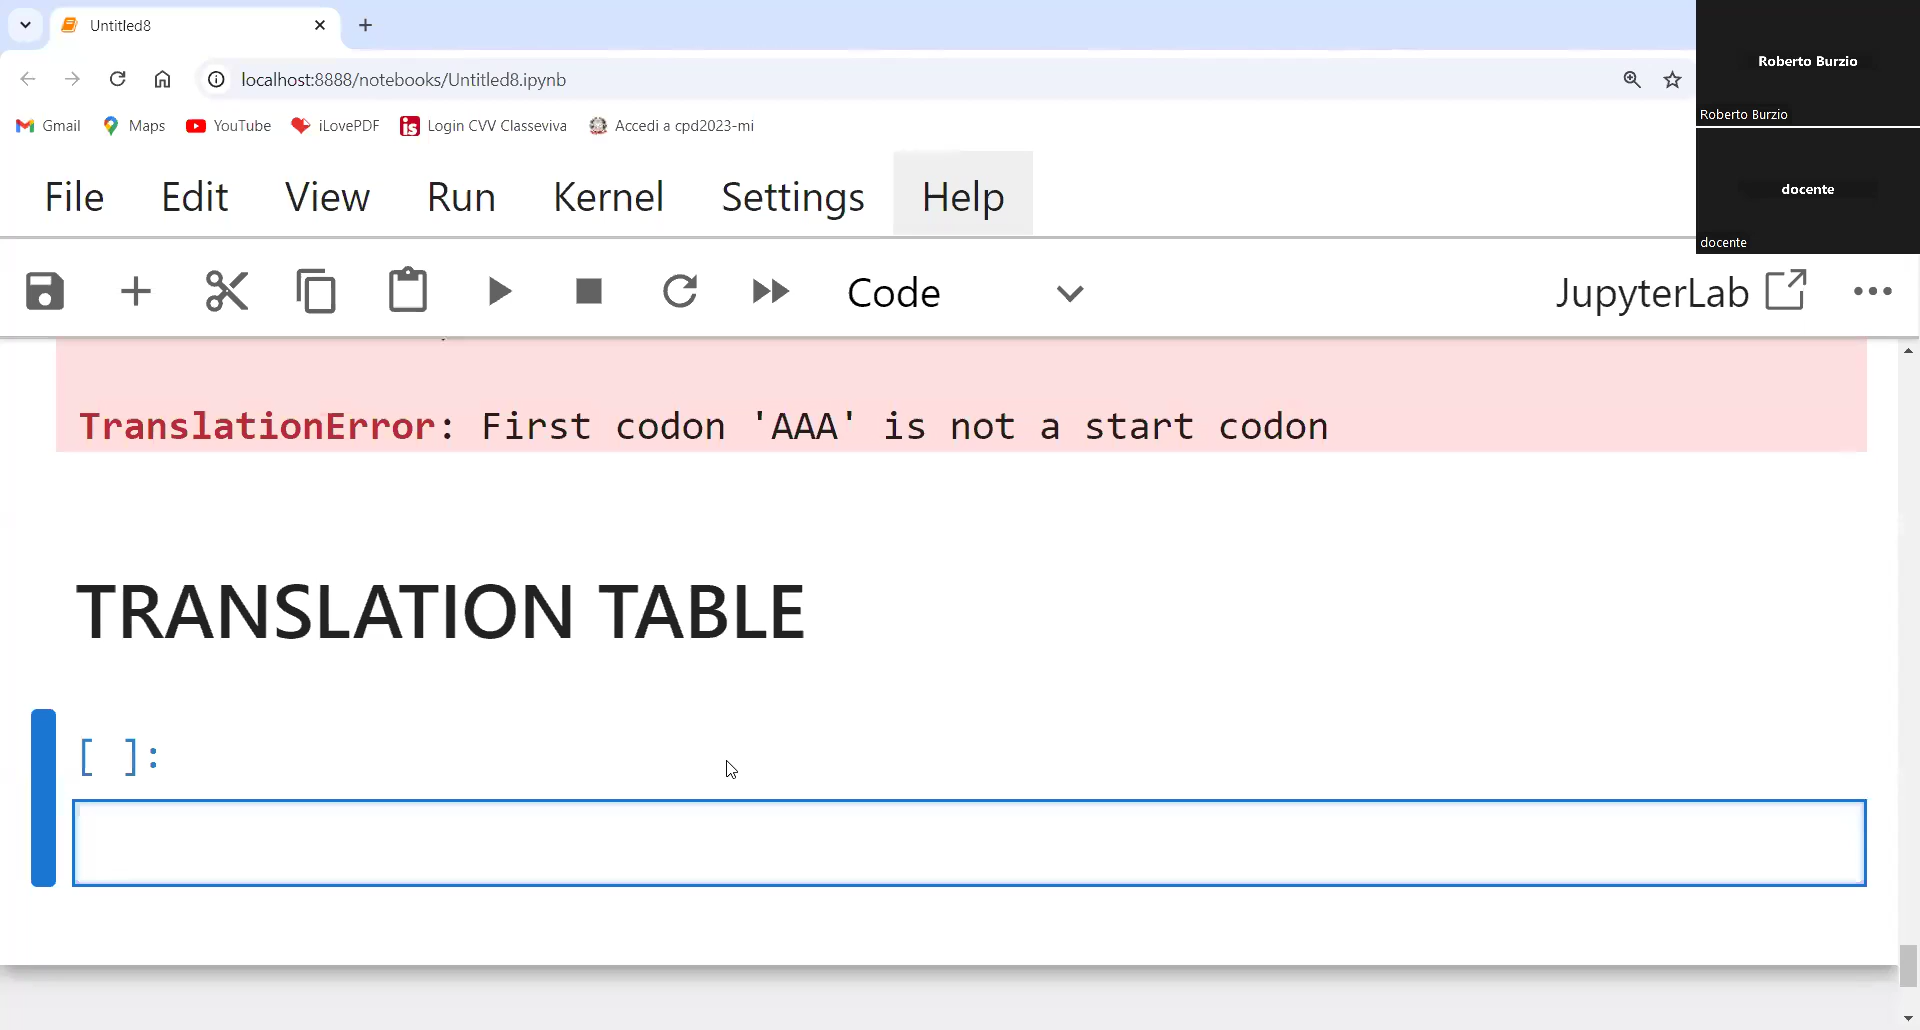 Untitled8
localhost:8888/notebooks/Untitled8.ipynb
Gmail Maps YouTube iLovePDF Login CVV Classeviva Accedi a cpd2023-mi
Roberto Burzio
Roberto Burzio
docente
docente
File Edit View Run Kernel Settings Help
Code JupyterLab
TranslationError: First codon 'AAA' is not a start codon
TRANSLATION TABLE
[ ]: